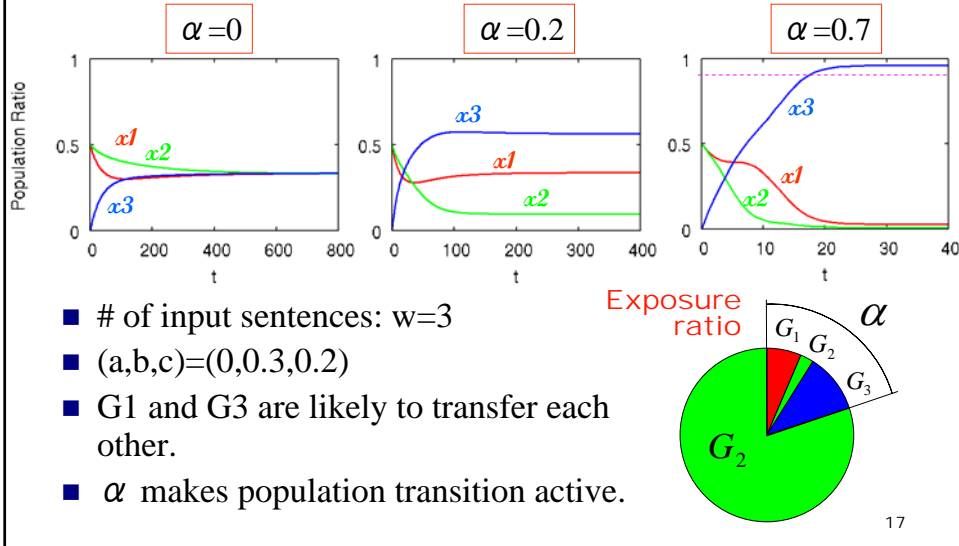 α=0
α=0.2
α=0.7
Population Ratio
1
0.5
0
x1
x2
x3
0 200 400 600 800
t
1
0.5
0
x3
x1
x2
0 100 200 300 400
t
1
0.5
0
x3
x1
x2
0 10 20 30 40
t
■ # of input sentences: w=3
■ (a,b,c)=(0,0.3,0.2)
■ G1 and G3 are likely to transfer each
other.
■ α makes population transition active.
Exposure
ratio
G₁
G₂
G₃
α
G₂
17